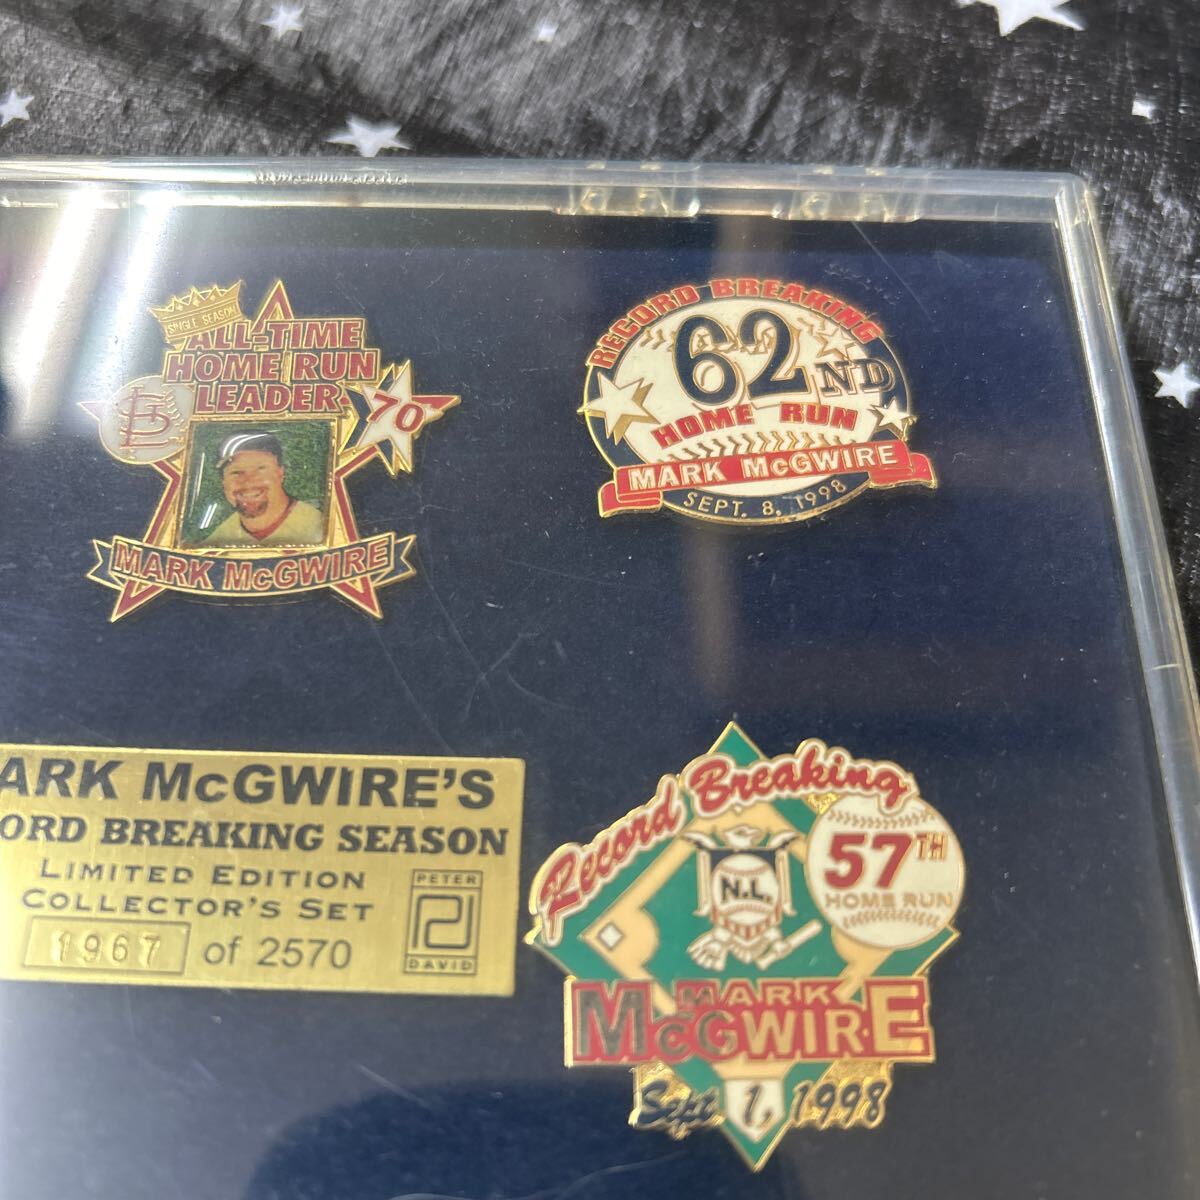 SINGLE SEASON
ALL-TIME
HOME RUN
LEADER
70
MARK McGWIRE
RECORD BREAKING
62ND
HOME RUN
MARK McGWIRE
SEPT. 8, 1998
ARK McGWIRE'S
ORD BREAKING SEASON
LIMITED EDITION
COLLECTOR'S SET
1967 of 2570
PETER
DAVID
Record Breaking
57TH
HOME RUN
N.L.
MARK
McGWIRE
Sept 1, 1998